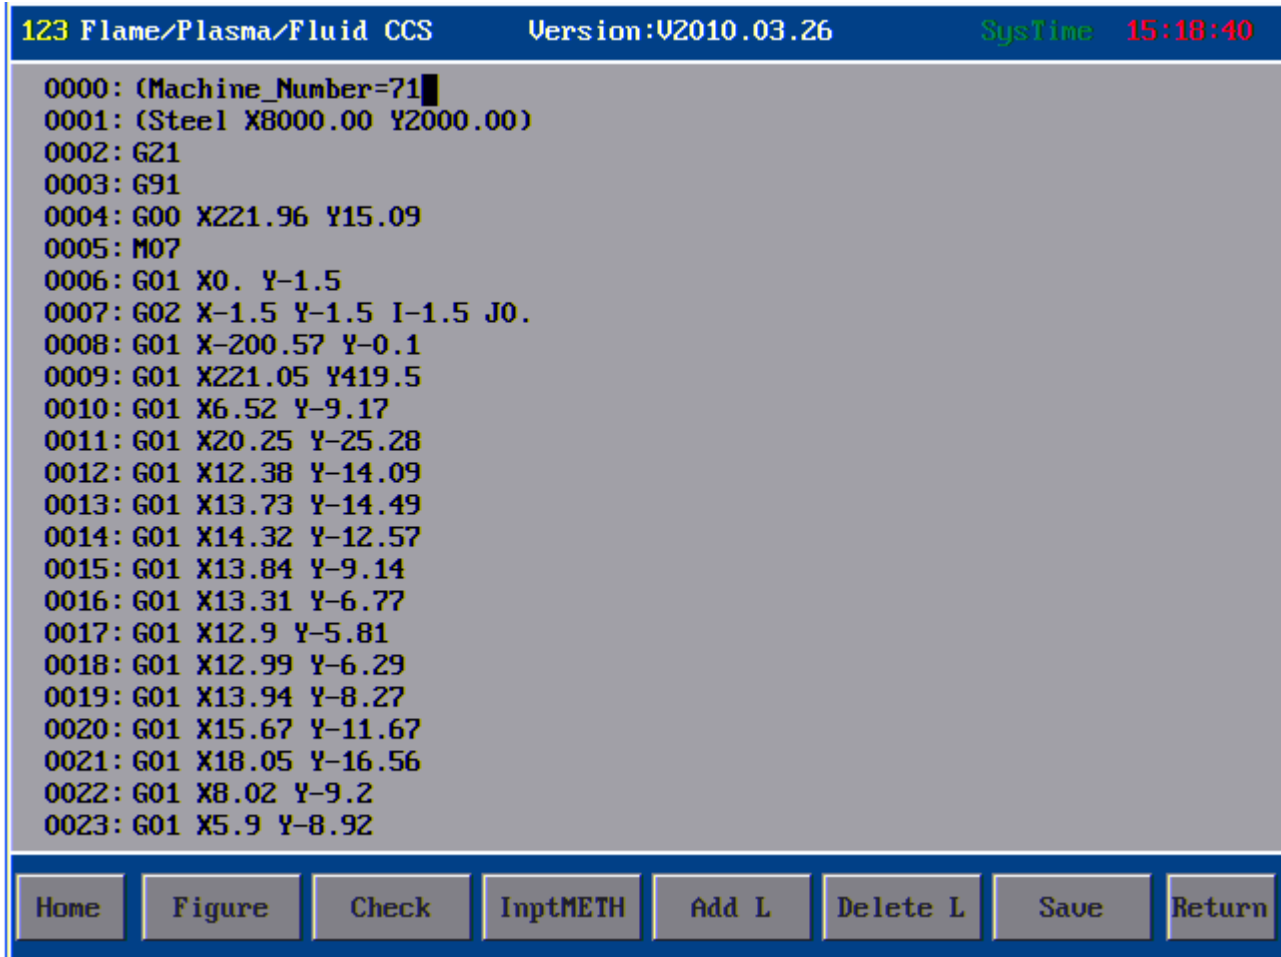 123 Flame/Plasma/Fluid CCS Version:V2010.03.26 SysTime 15:18:40
0000: (Machine_Number=71
0001: (Steel X8000.00 Y2000.00)
0002: G21
0003: G91
0004: G00 X221.96 Y15.09
0005: M07
0006: G01 X0. Y-1.5
0007: G02 X-1.5 Y-1.5 I-1.5 J0.
0008: G01 X-200.57 Y-0.1
0009: G01 X221.05 Y419.5
0010: G01 X6.52 Y-9.17
0011: G01 X20.25 Y-25.28
0012: G01 X12.38 Y-14.09
0013: G01 X13.73 Y-14.49
0014: G01 X14.32 Y-12.57
0015: G01 X13.84 Y-9.14
0016: G01 X13.31 Y-6.77
0017: G01 X12.9 Y-5.81
0018: G01 X12.99 Y-6.29
0019: G01 X13.94 Y-8.27
0020: G01 X15.67 Y-11.67
0021: G01 X18.05 Y-16.56
0022: G01 X8.02 Y-9.2
0023: G01 X5.9 Y-8.92
Home Figure Check InptMETH Add L Delete L Save Return